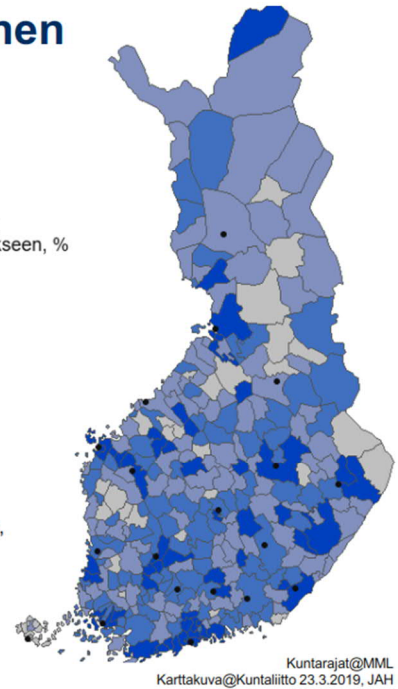 nen
kseen, %
,
Kuntarajat@MML
Karttakuva@Kuntaliitto 23.3.2019, JAH